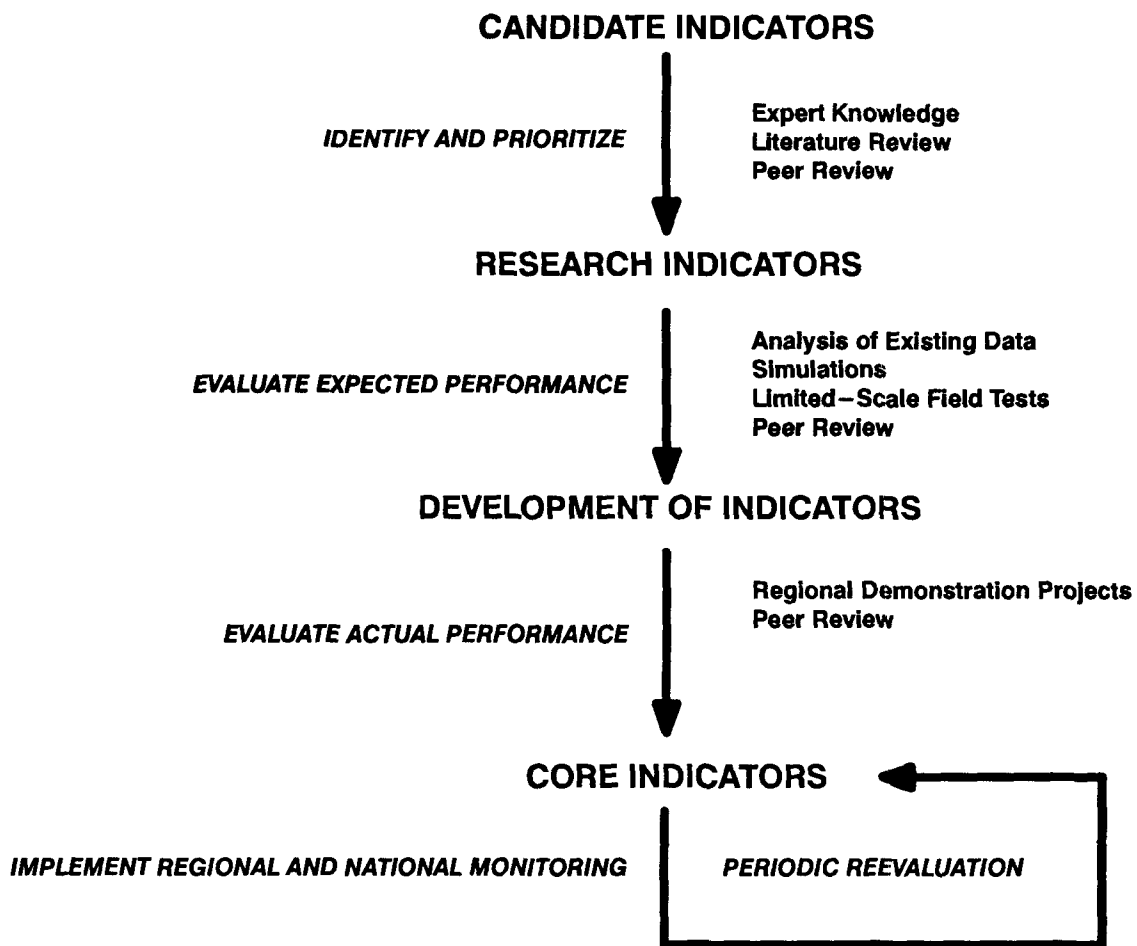 CANDIDATE INDICATORS
IDENTIFY AND PRIORITIZE
Expert Knowledge
Literature Review
Peer Review
RESEARCH INDICATORS
EVALUATE EXPECTED PERFORMANCE
Analysis of Existing Data
Simulations
Limited–Scale Field Tests
Peer Review
DEVELOPMENT OF INDICATORS
EVALUATE ACTUAL PERFORMANCE
Regional Demonstration Projects
Peer Review
CORE INDICATORS
IMPLEMENT REGIONAL AND NATIONAL MONITORING
PERIODIC REEVALUATION